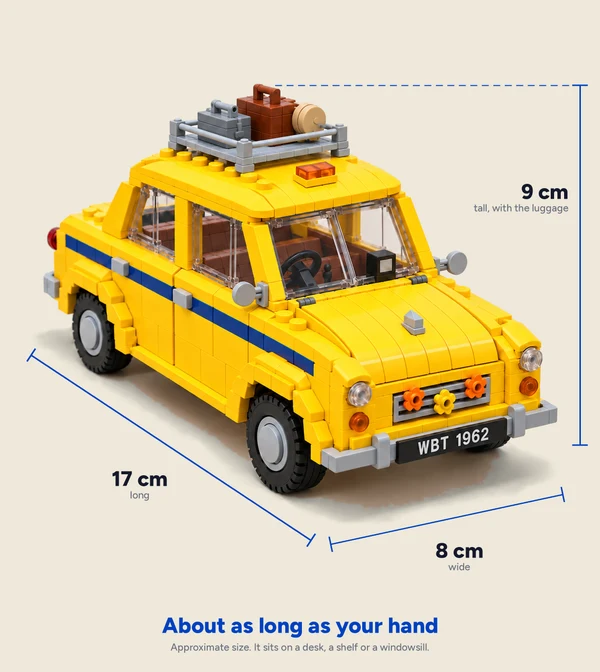 9 cm
tall, with the luggage
WBT 1962
17 cm
long
8 cm
wide
About as long as your hand
Approximate size. It sits on a desk, a shelf or a windowsill.